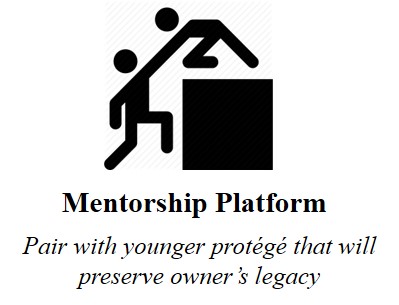 Mentorship Platform
Pair with younger protégé that will
preserve owner’s legacy